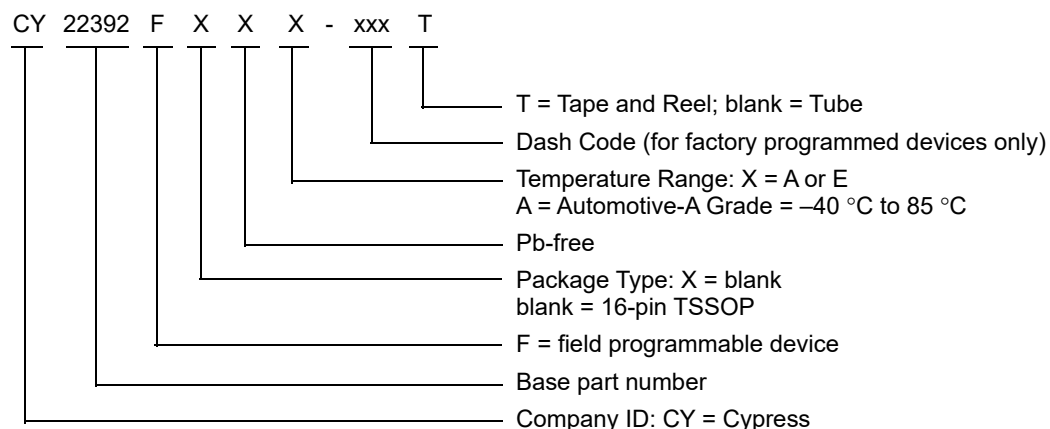 CY 22392 F X X X - xxx T
T = Tape and Reel; blank = Tube
Dash Code (for factory programmed devices only)
Temperature Range: X = A or E
A = Automotive-A Grade = –40 °C to 85 °C
Pb-free
Package Type: X = blank
blank = 16-pin TSSOP
F = field programmable device
Base part number
Company ID: CY = Cypress